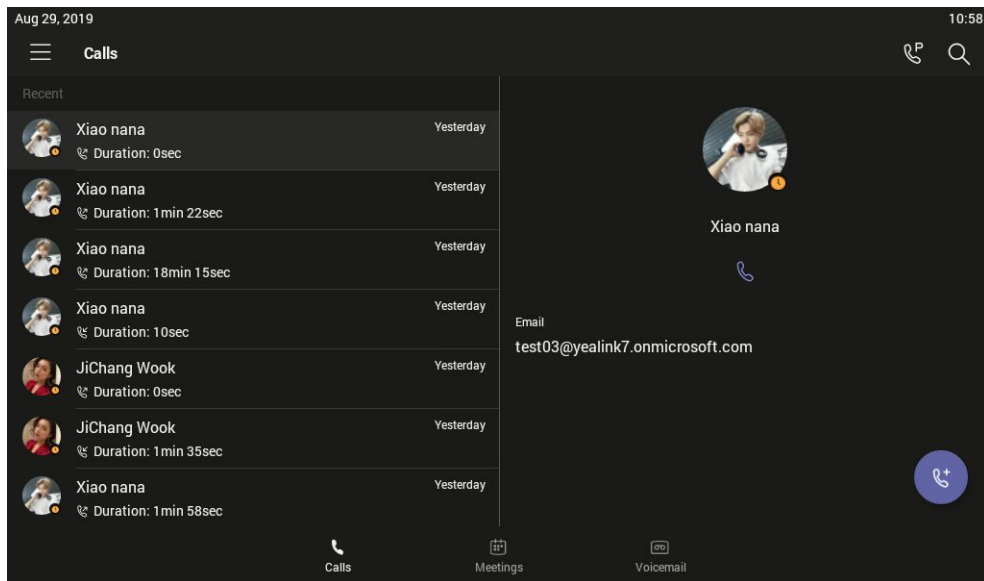 Aug 29, 2019
10:58
Calls
P
Recent
Xiao nana
Yesterday
Duration: 0sec
Xiao nana
Yesterday
Duration: 1min 22sec
Xiao nana
Yesterday
Duration: 18min 15sec
Xiao nana
Yesterday
Duration: 10sec
JiChang Wook
Yesterday
Duration: 0sec
JiChang Wook
Yesterday
Duration: 1min 35sec
Xiao nana
Yesterday
Duration: 1min 58sec
Xiao nana
Email
test03@yealink7.onmicrosoft.com
Calls
Meetings
Voicemail